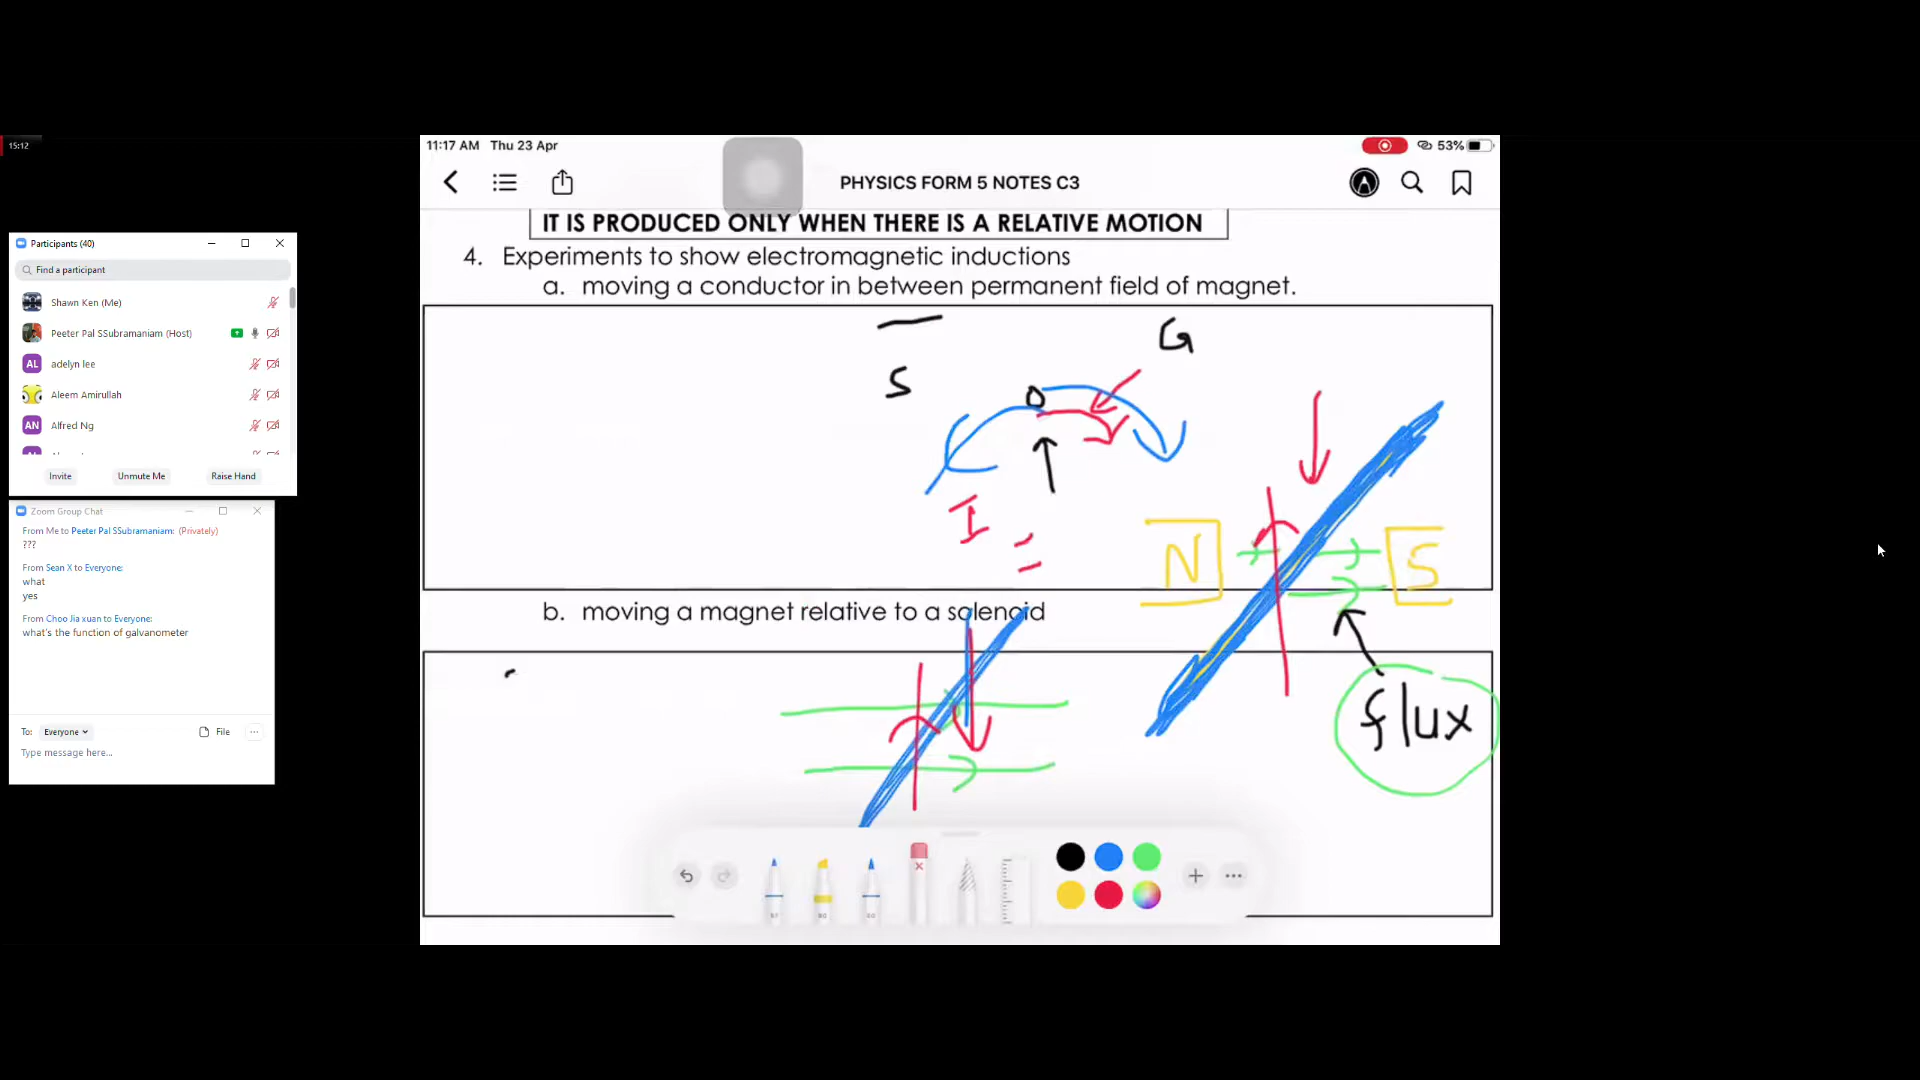 15:12
11:17 AM Thu 23 Apr
53%
PHYSICS FORM 5 NOTES C3
Participants (40)
Find a participant
Shawn Ken (Me)
Peeter Pal SSubramaniam (Host)
AL adelyn lee
Aleem Amirullah
AN Alfred Ng
Invite Unmute Me Raise Hand
Zoom Group Chat
From Me to Peeter Pal SSubramaniam: (Privately)
???
From Sean X to Everyone:
what
yes
From Choo Jia xuan to Everyone:
what's the function of galvanometer
To: Everyone File
Type message here...
IT IS PRODUCED ONLY WHEN THERE IS A RELATIVE MOTION
4. Experiments to show electromagnetic inductions
a. moving a conductor in between permanent field of magnet.
G
S
O
I =
N S
b. moving a magnet relative to a solenoid
flux